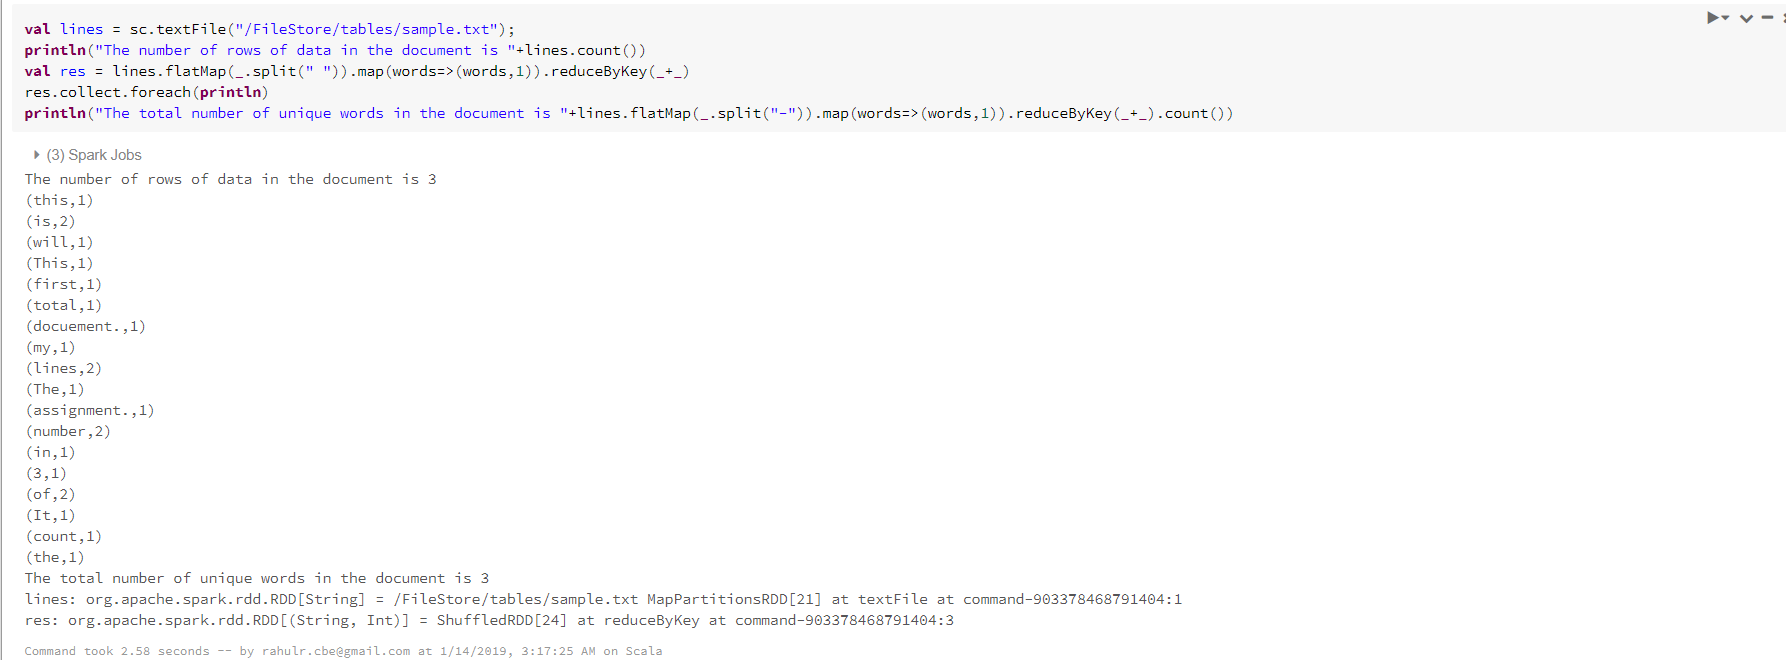 val lines = sc.textFile("/FileStore/tables/sample.txt");
println("The number of rows of data in the document is "+lines.count())
val res = lines.flatMap(_.split(" ")).map(words=>(words,1)).reduceByKey(_+_)
res.collect.foreach(println)
println("The total number of unique words in the document is "+lines.flatMap(_.split("-")).map(words=>(words,1)).reduceByKey(_+_).count())
(3) Spark Jobs
The number of rows of data in the document is 3
(this,1)
(is,2)
(will,1)
(This,1)
(first,1)
(total,1)
(docuement.,1)
(my,1)
(lines,2)
(The,1)
(assignment.,1)
(number,2)
(in,1)
(3,1)
(of,2)
(It,1)
(count,1)
(the,1)
The total number of unique words in the document is 3
lines: org.apache.spark.rdd.RDD[String] = /FileStore/tables/sample.txt MapPartitionsRDD[21] at textFile at command-903378468791404:1
res: org.apache.spark.rdd.RDD[(String, Int)] = ShuffledRDD[24] at reduceByKey at command-903378468791404:3
Command took 2.58 seconds -- by rahulr.cbe@gmail.com at 1/14/2019, 3:17:25 AM on Scala